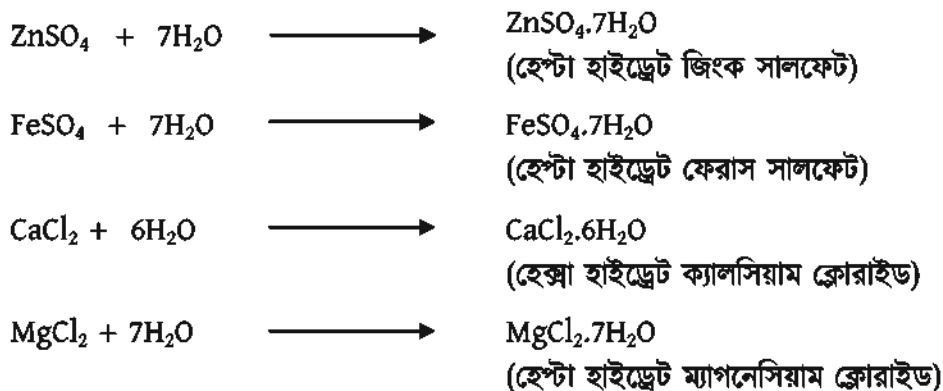 ZnSO₄ + 7H₂O ⟶ ZnSO₄.7H₂O
(হেপ্টা হাইড্রেট জিংক সালফেট)
FeSO₄ + 7H₂O ⟶ FeSO₄.7H₂O
(হেপ্টা হাইড্রেট ফেরাস সালফেট)
CaCl₂ + 6H₂O ⟶ CaCl₂.6H₂O
(হেক্সা হাইড্রেট ক্যালসিয়াম ক্লোরাইড)
MgCl₂ + 7H₂O ⟶ MgCl₂.7H₂O
(হেপ্টা হাইড্রেট ম্যাগনেসিয়াম ক্লোরাইড)